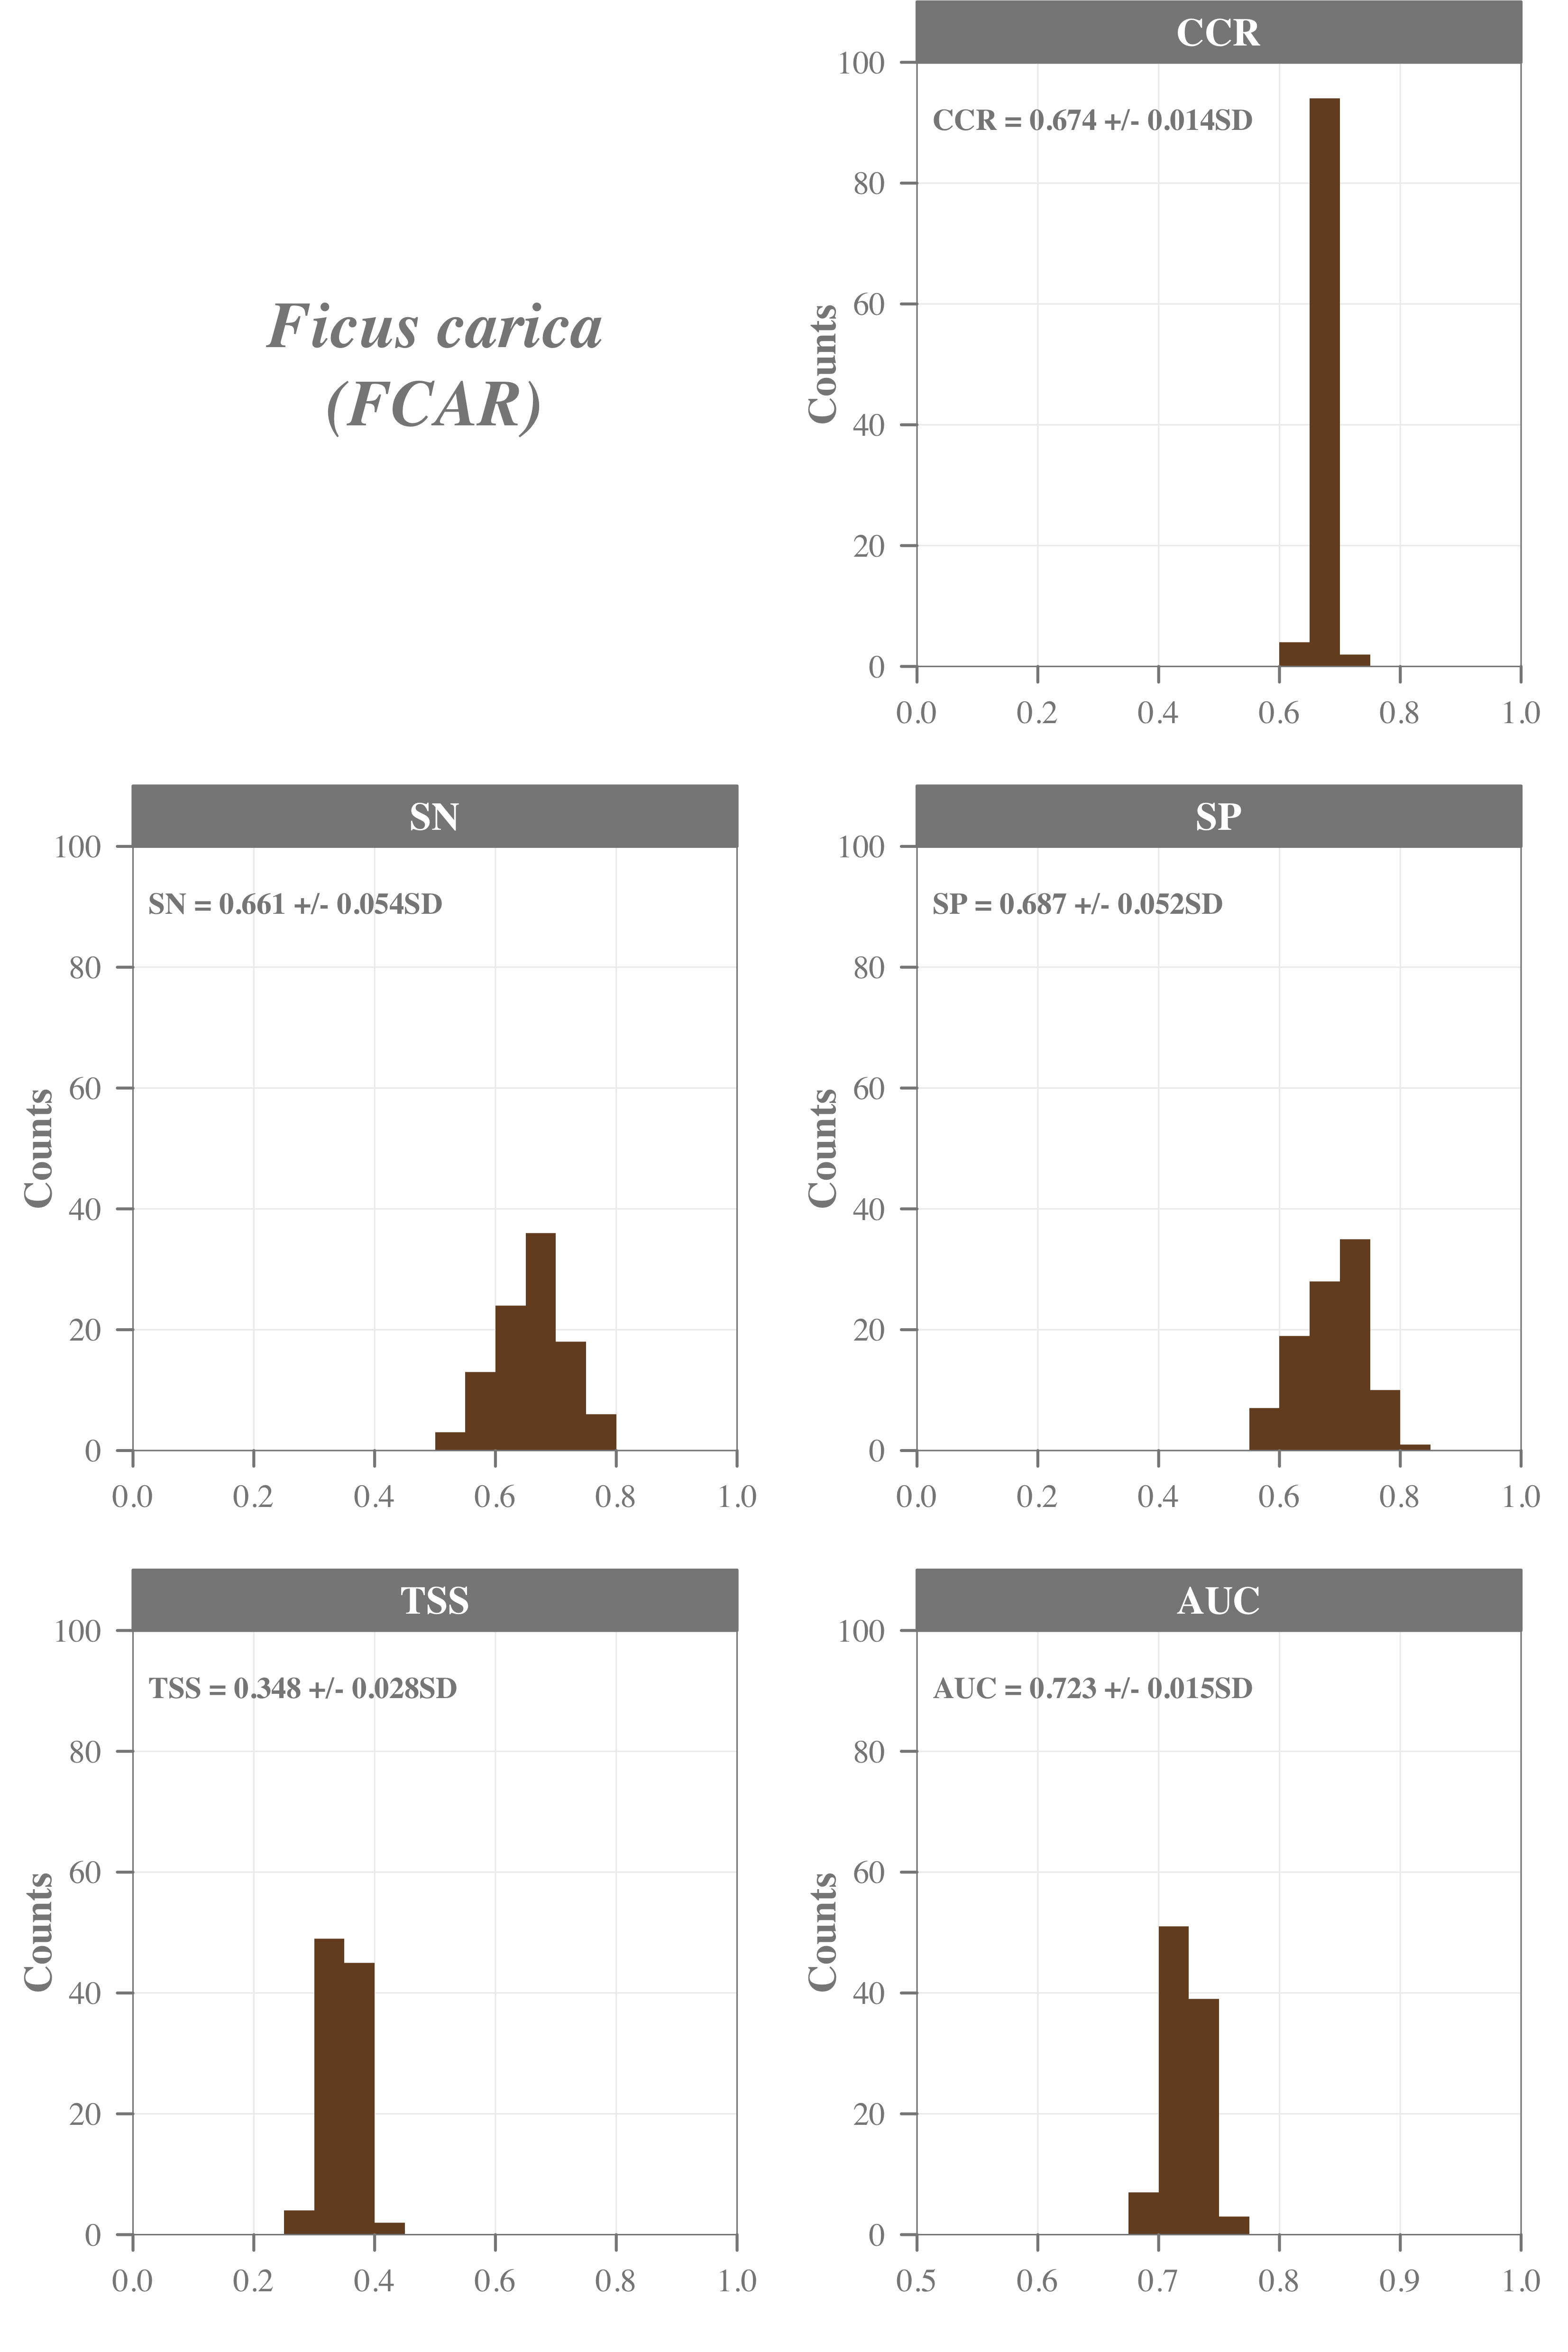 Ficus carica
(FCAR)
CCR
CCR = 0.674 +/- 0.014SD
Counts
100
80
60
40
20
0
0.0 0.2 0.4 0.6 0.8 1.0
SN
SN = 0.661 +/- 0.054SD
Counts
100
80
60
40
20
0
0.0 0.2 0.4 0.6 0.8 1.0
SP
SP = 0.687 +/- 0.052SD
Counts
100
80
60
40
20
0
0.0 0.2 0.4 0.6 0.8 1.0
TSS
TSS = 0.348 +/- 0.028SD
Counts
100
80
60
40
20
0
0.0 0.2 0.4 0.6 0.8 1.0
AUC
AUC = 0.723 +/- 0.015SD
Counts
100
80
60
40
20
0
0.5 0.6 0.7 0.8 0.9 1.0